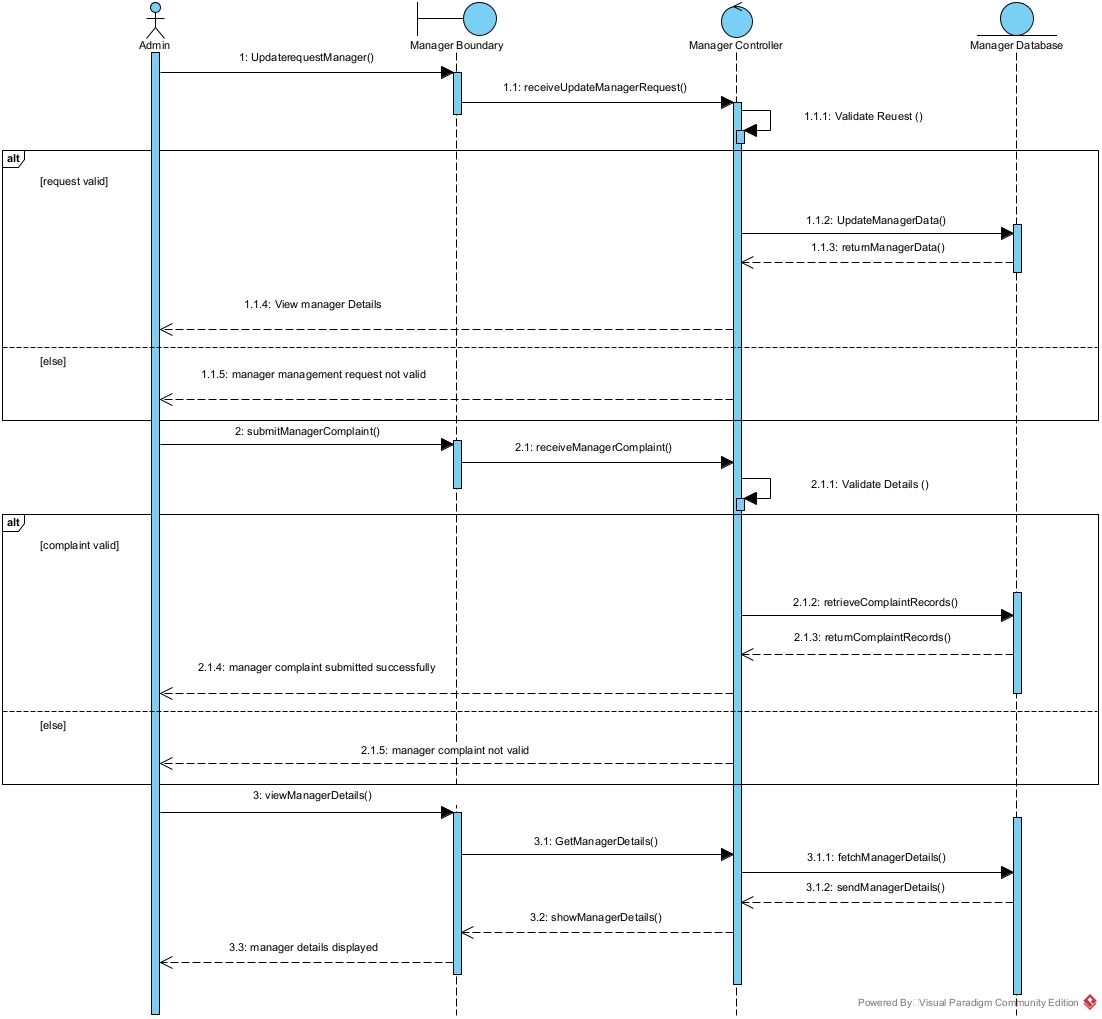 Admin
Manager Boundary
Manager Controller
Manager Database
1: UpdaterequestManager()
1.1: receiveUpdateManagerRequest()
1.1.1: Validate Reuest ()
alt
[request valid]
1.1.2: UpdateManagerData()
1.1.3: returnManagerData()
1.1.4: View manager Details
[else]
1.1.5: manager management request not valid
2: submitManagerComplaint()
2.1: receiveManagerComplaint()
2.1.1: Validate Details ()
alt
[complaint valid]
2.1.2: retrieveComplaintRecords()
2.1.3: returnComplaintRecords()
2.1.4: manager complaint submitted successfully
[else]
2.1.5: manager complaint not valid
3: viewManagerDetails()
3.1: GetManagerDetails()
3.1.1: fetchManagerDetails()
3.1.2: sendManagerDetails()
3.2: showManagerDetails()
3.3: manager details displayed
Powered By Visual Paradigm Community Edition